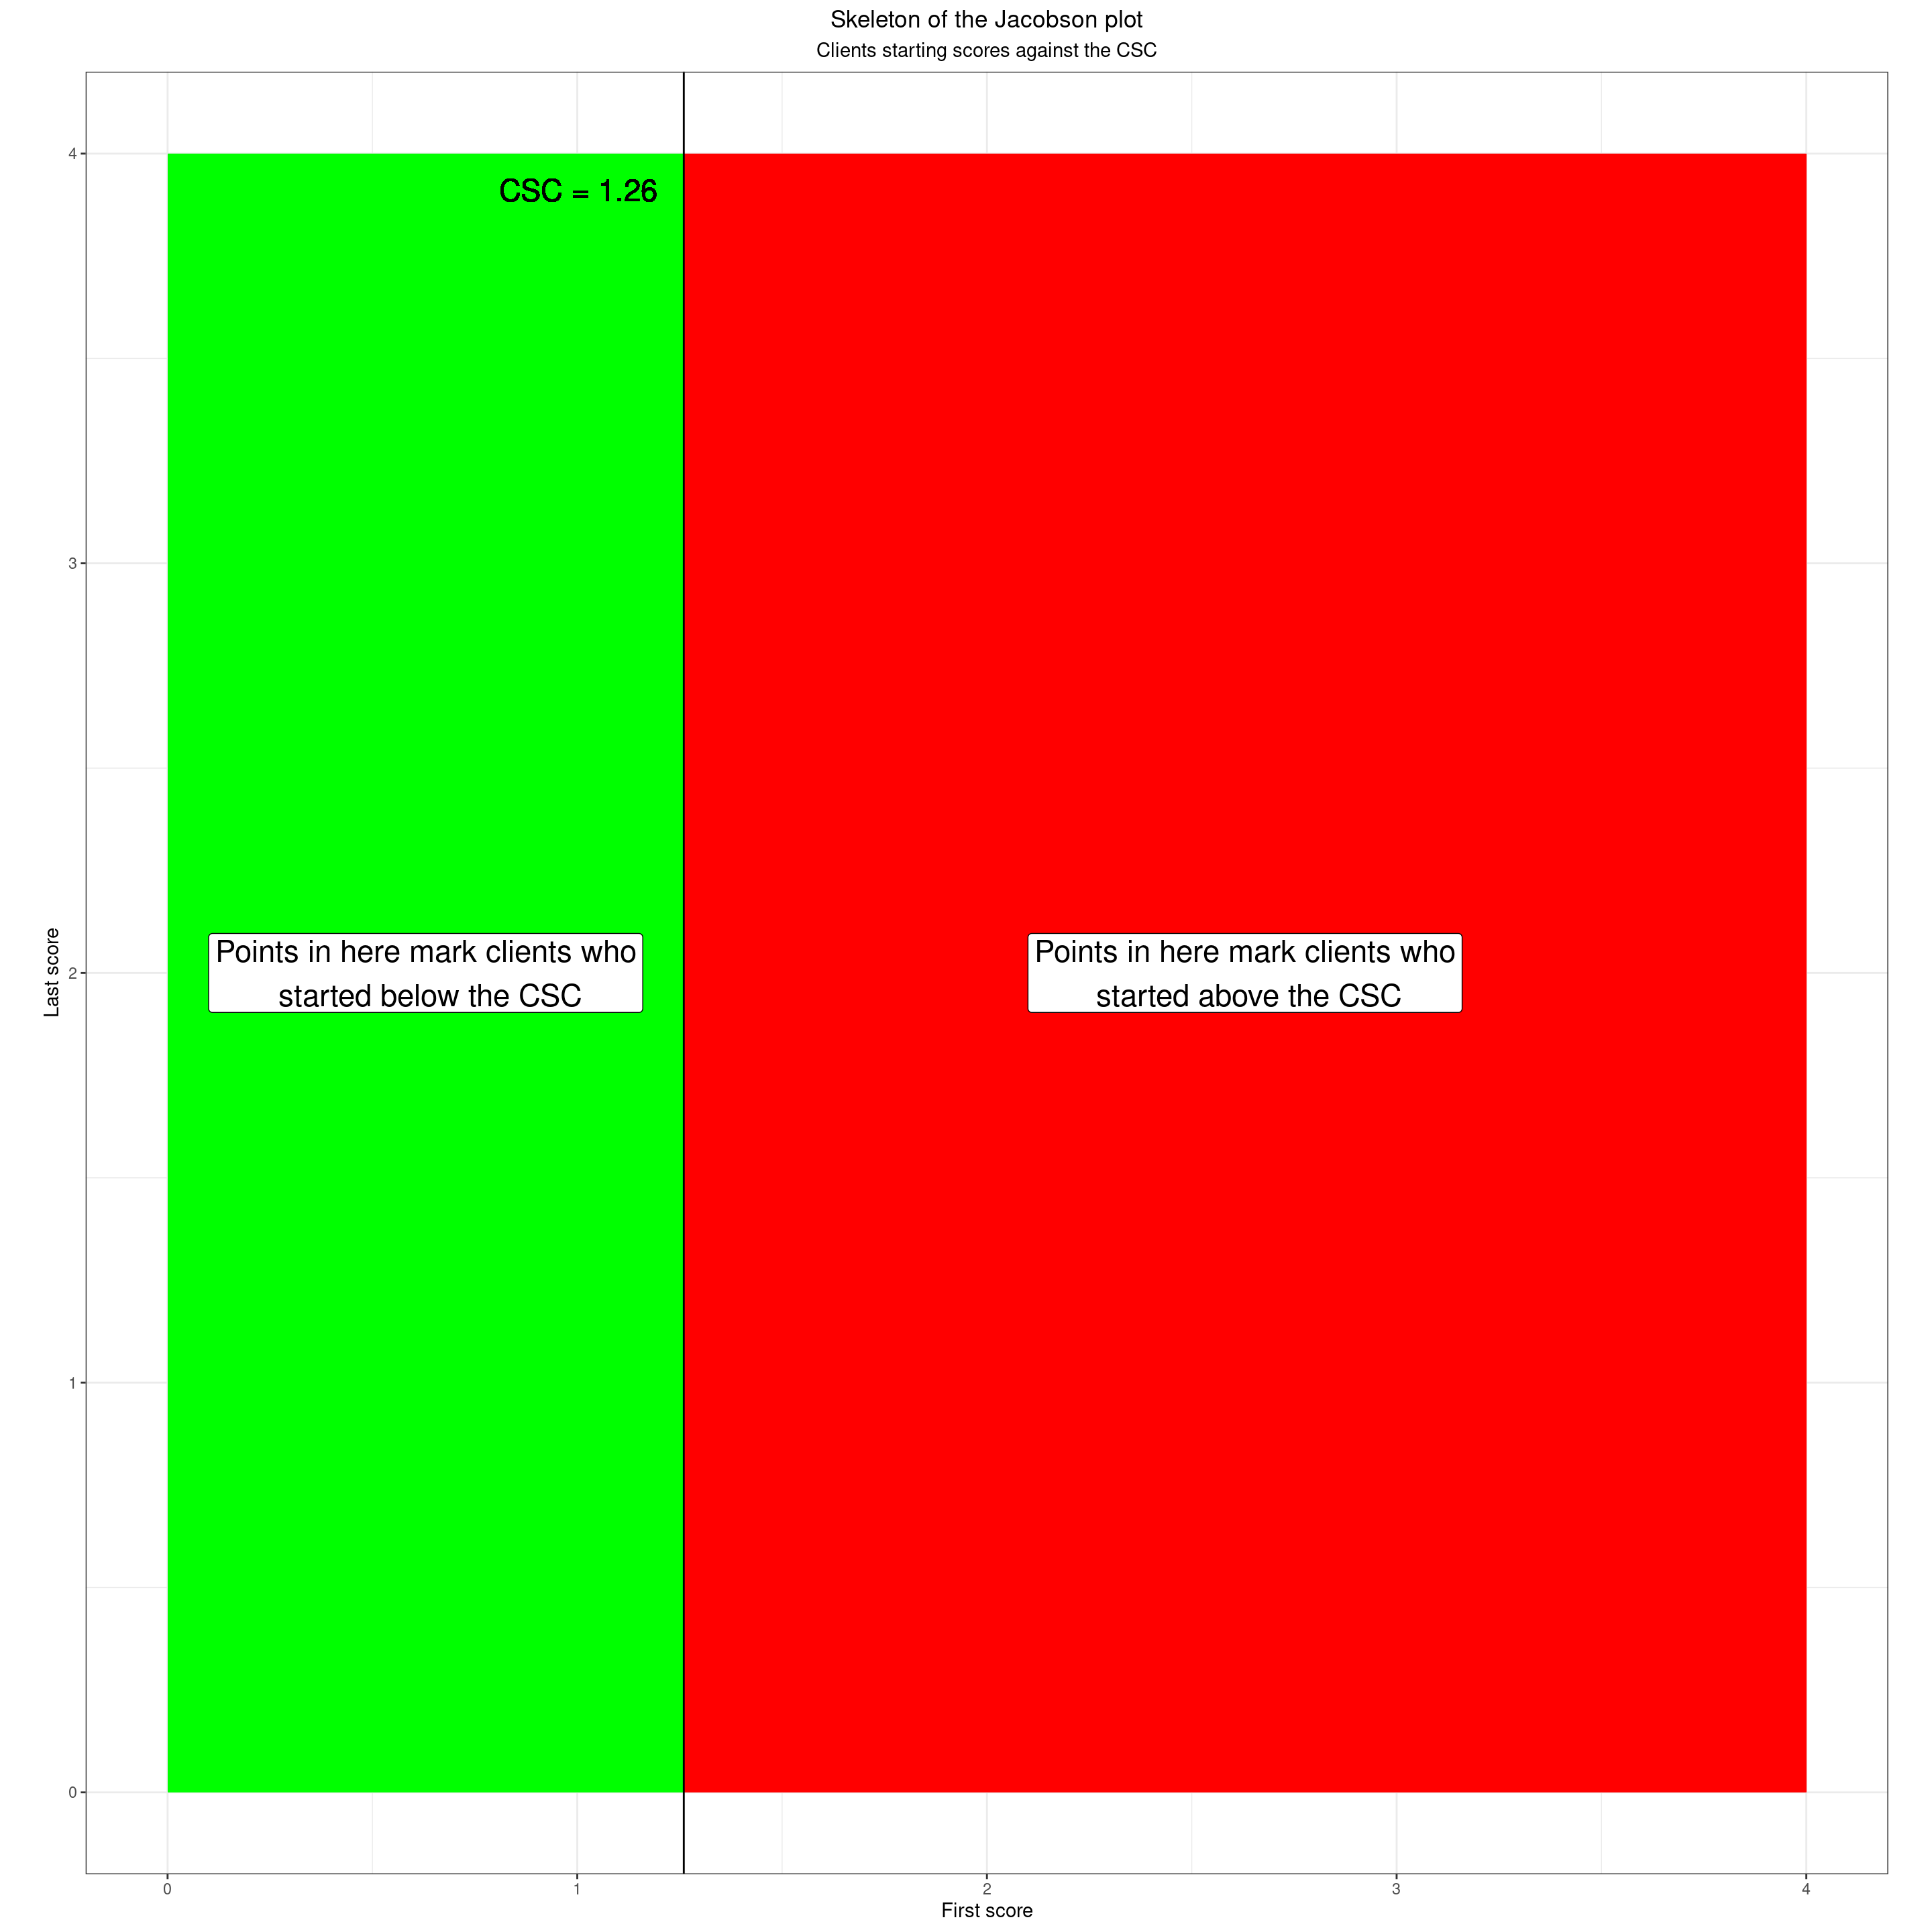 Skeleton of the Jacobson plot
Clients starting scores against the CSC
CSC = 1.26
Points in here mark clients who
started below the CSC
Points in here mark clients who
started above the CSC
Last score
4
3
2
1
0
0 1 2 3 4
First score